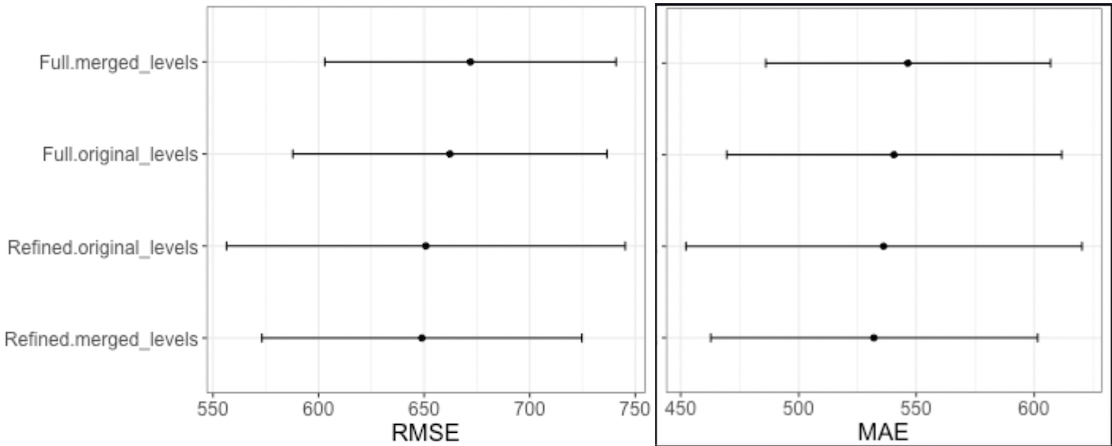 Full.merged_levels
Full.original_levels
Refined.original_levels
Refined.merged_levels
550 600 650 700 750
RMSE
450 500 550 600
MAE